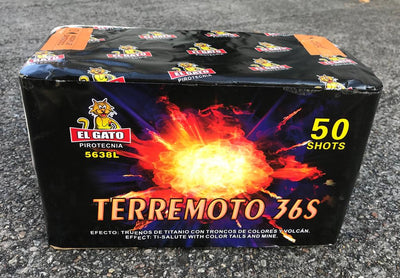 EL GATO
PIROTECNIA
5638L
50
SHOTS
TERREMOTO 36S
EFECTO: TRUENOS DE TITANIO CON TRONCOS DE COLORES Y VOLCÁN.
EFFECT: TI-SALUTE WITH COLOR TAILS AND MINE.